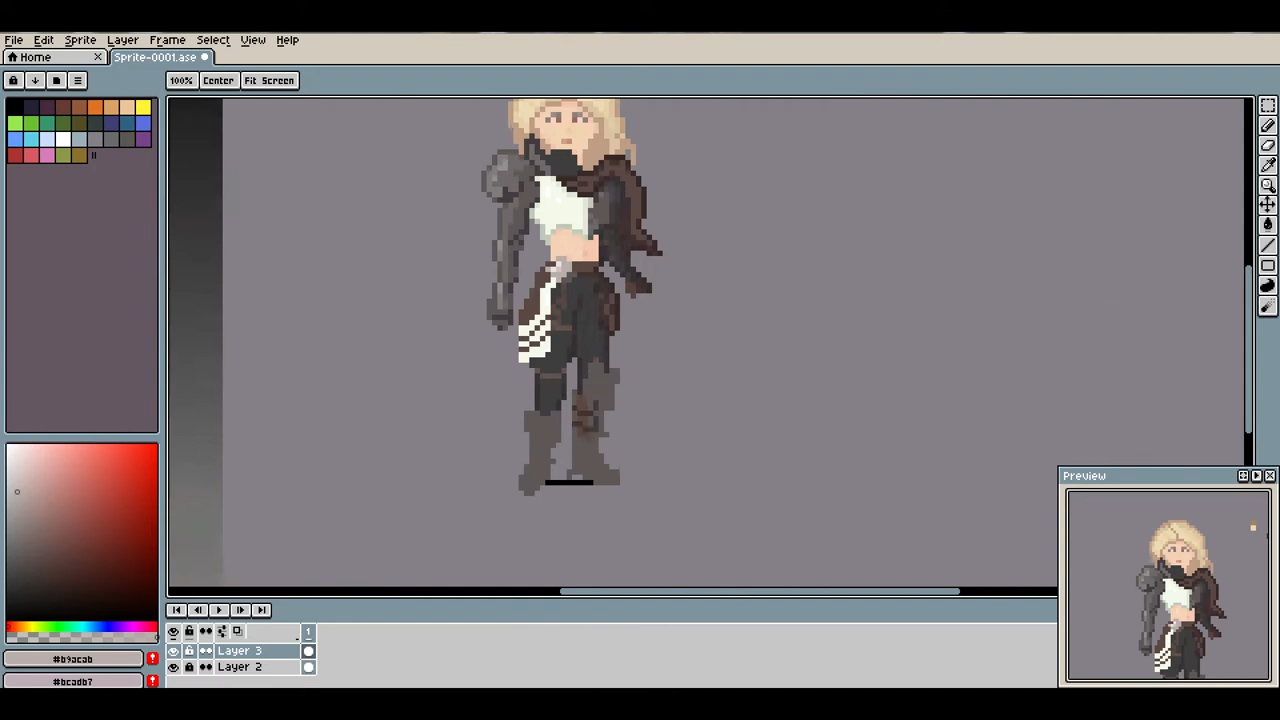 File Edit Sprite Layer Frame Select View Help
Home Sprite-0001.ase
100% Center Fit Screen
Preview
1
Layer 3
Layer 2
#b9acab
#bcadb7